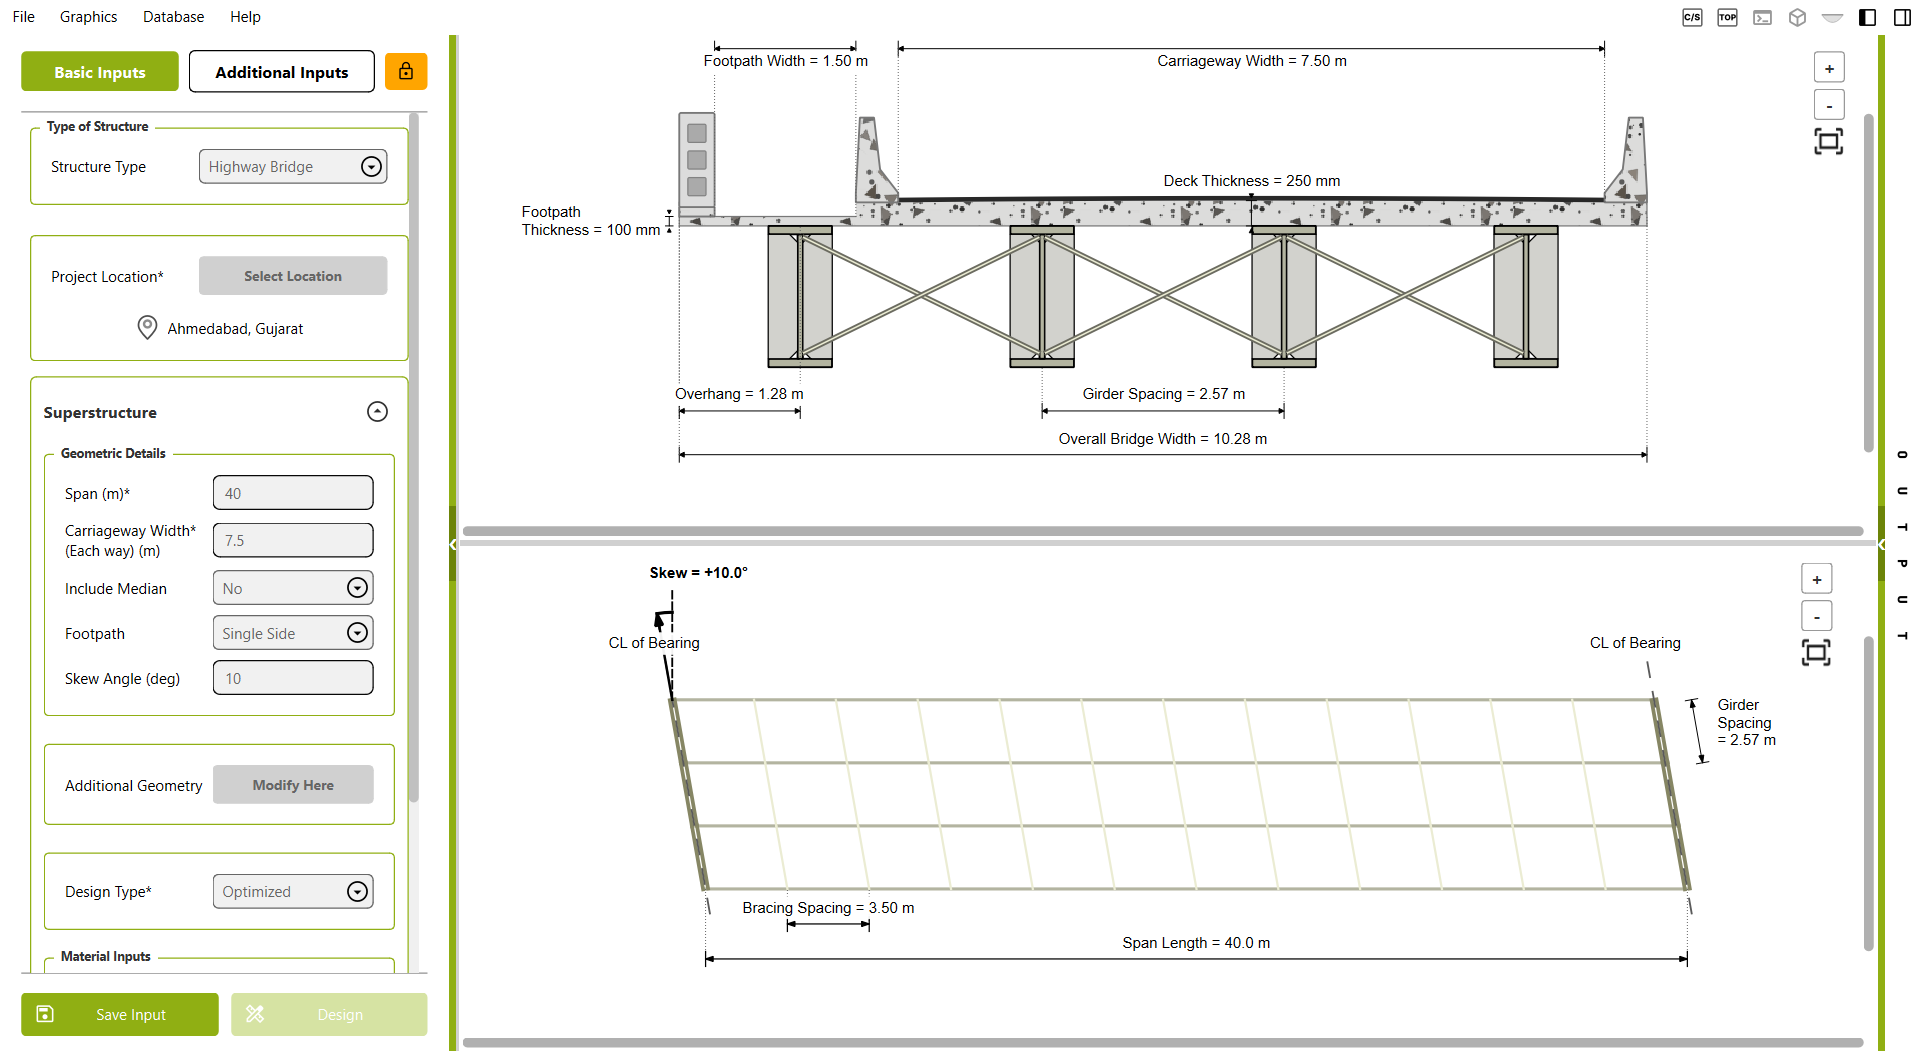 File
Graphics
Database
Help
C/S
TOP
Basic Inputs
Additional Inputs
Type of Structure
Structure Type
Highway Bridge
Project Location*
Select Location
Ahmedabad, Gujarat
Superstructure
Geometric Details
Span (m)*
40
Carriageway Width*
(Each way) (m)
7.5
Include Median
No
Footpath
Single Side
Skew Angle (deg)
10
Additional Geometry
Modify Here
Design Type*
Optimized
Material Inputs
Save Input
Design
Footpath Width = 1.50 m
Carriageway Width = 7.50 m
Deck Thickness = 250 mm
Footpath
Thickness = 100 mm
Overhang = 1.28 m
Girder Spacing = 2.57 m
Overall Bridge Width = 10.28 m
+
-
Skew = +10.0°
CL of Bearing
CL of Bearing
Girder
Spacing
= 2.57 m
Bracing Spacing = 3.50 m
Span Length = 40.0 m
+
-
OUTPUT